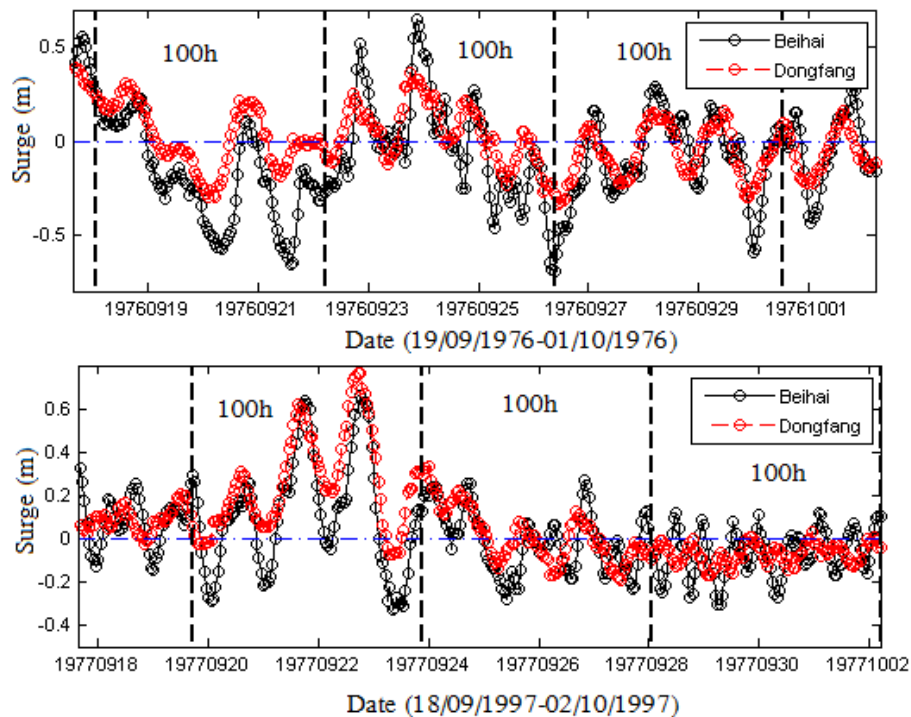 0.5
0
-0.5
Surge (m)
100h
100h
100h
Beihai
Dongfang
19760919
19760921
19760923
19760925
19760927
19760929
19761001
Date (19/09/1976-01/10/1976)
0.6
0.4
0.2
0
-0.2
-0.4
Surge (m)
100h
100h
100h
Beihai
Dongfang
19770918
19770920
19770922
19770924
19770926
19770928
19770930
19771002
Date (18/09/1997-02/10/1997)